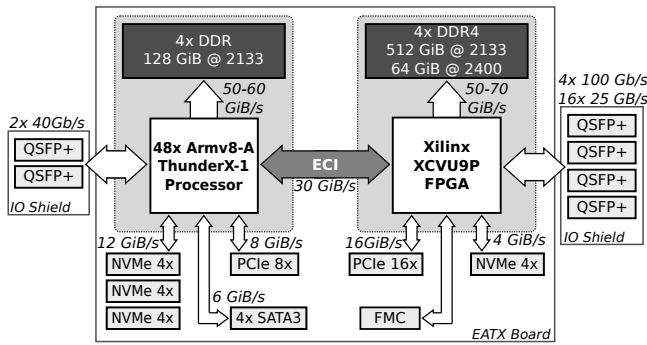 4x DDR
128 GiB @ 2133
4x DDR4
512 GiB @ 2133
64 GiB @ 2400
50-60
GiB/s
50-70
GiB/s
4x 100 Gb/s
16x 25 GB/s
2x 40Gb/s
QSFP+
QSFP+
IO Shield
48x Armv8-A
ThunderX-1
Processor
ECI
30 GiB/s
Xilinx
XCVU9P
FPGA
QSFP+
QSFP+
QSFP+
QSFP+
IO Shield
12 GiB/s
8 GiB/s
16GiB/s
4 GiB/s
NVMe 4x
NVMe 4x
NVMe 4x
PCIe 8x
PCIe 16x
NVMe 4x
6 GiB/s
4x SATA3
FMC
EATX Board